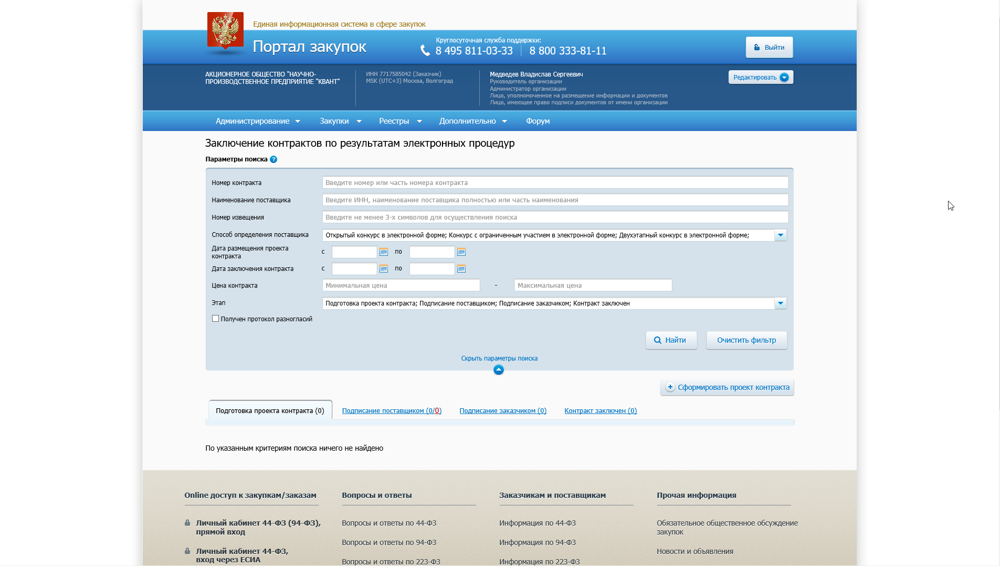 Единая информационная система в сфере закупок
Портал закупок
Круглосуточная служба поддержки:
8 495 811-03-33 8 800 333-81-11
Выйти
АКЦИОНЕРНОЕ ОБЩЕСТВО "НАУЧНО-
ПРОИЗВОДСТВЕННОЕ ПРЕДПРИЯТИЕ "КВАНТ"
ИНН 7717585042 (Заказчик)
MSK (UTC+3) Москва, Волгоград
Медведев Владислав Сергеевич
Руководитель организации
Администратор организации
Лицо, уполномоченное на размещение информации и документов
Лицо, имеющее право подписи документов от имени организации
Редактировать
Администрирование Закупки Реестры Дополнительно Форум
Заключение контрактов по результатам электронных процедур
Параметры поиска ?
Номер контракта Введите номер или часть номера контракта
Наименование поставщика Введите ИНН, наименование поставщика полностью или часть наименования
Номер извещения Введите не менее 3-х символов для осуществления поиска
Способ определения поставщика Открытый конкурс в электронной форме; Конкурс с ограниченным участием в электронной форме; Двухэтапный конкурс в электронной форме;
Дата размещения проекта
контракта
с по
Дата заключения контракта с по
Цена контракта Минимальная цена - Максимальная цена
Этап Подготовка проекта контракта; Подписание поставщиком; Подписание заказчиком; Контракт заключен
Получен протокол разногласий
Найти Очистить фильтр
Скрыть параметры поиска
Сформировать проект контракта
Подготовка проекта контракта (0) Подписание поставщиком (0/0) Подписание заказчиком (0) Контракт заключен (0)
По указанным критериям поиска ничего не найдено
Online доступ к закупкам/заказам
Личный кабинет 44-ФЗ (94-ФЗ),
прямой вход
Личный кабинет 44-ФЗ,
вход через ЕСИА
Вопросы и ответы
Вопросы и ответы по 44-ФЗ
Вопросы и ответы по 94-ФЗ
Вопросы и ответы по 223-ФЗ
Заказчикам и поставщикам
Информация по 44-ФЗ
Информация по 94-ФЗ
Информация по 223-ФЗ
Прочая информация
Обязательное общественное обсуждение
закупок
Новости и объявления